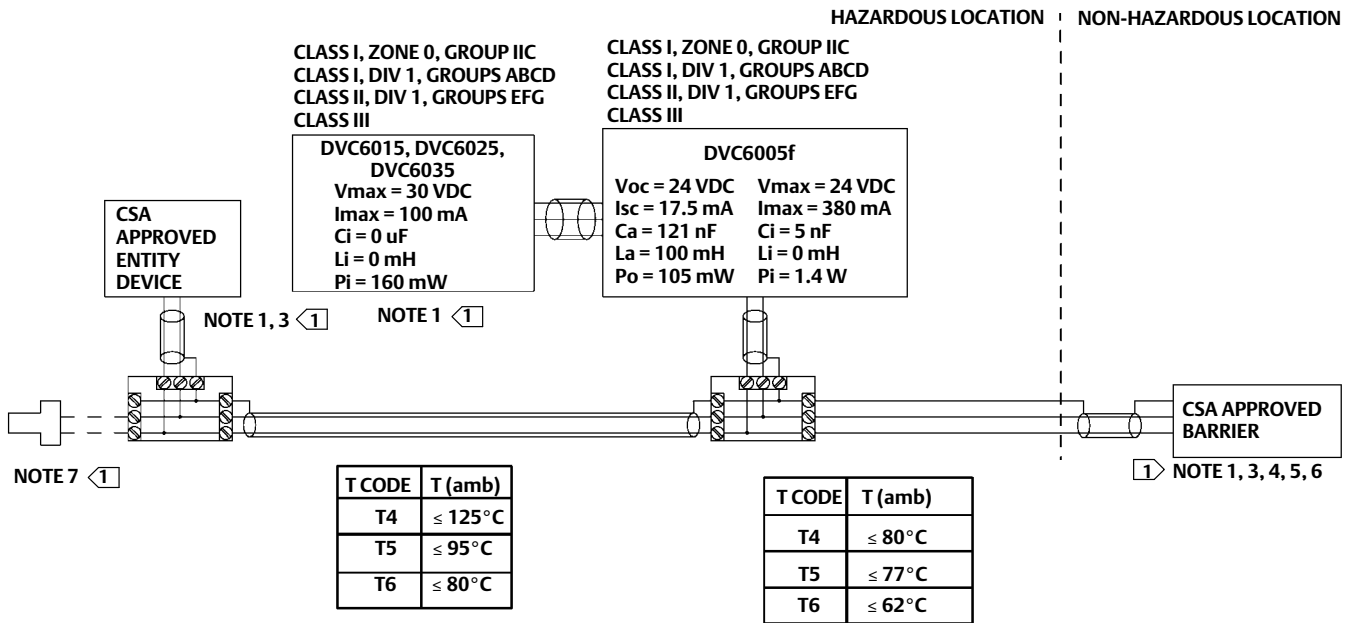 HAZARDOUS LOCATION
NON-HAZARDOUS LOCATION
CLASS I, ZONE 0, GROUP IIC
CLASS I, DIV 1, GROUPS ABCD
CLASS II, DIV 1, GROUPS EFG
CLASS III
CLASS I, ZONE 0, GROUP IIC
CLASS I, DIV 1, GROUPS ABCD
CLASS II, DIV 1, GROUPS EFG
CLASS III
DVC6015, DVC6025,
DVC6035
Vmax = 30 VDC
Imax = 100 mA
Ci = 0 uF
Li = 0 mH
Pi = 160 mW
DVC6005f
Voc = 24 VDC Vmax = 24 VDC
Isc = 17.5 mA Imax = 380 mA
Ca = 121 nF Ci = 5 nF
La = 100 mH Li = 0 mH
Po = 105 mW Pi = 1.4 W
CSA
APPROVED
ENTITY
DEVICE
NOTE 1, 3 1
NOTE 1 1
CSA APPROVED
BARRIER
NOTE 7 1
1 NOTE 1, 3, 4, 5, 6
T CODE T (amb)
T4 ≤ 125°C
T5 ≤ 95°C
T6 ≤ 80°C
T CODE T (amb)
T4 ≤ 80°C
T5 ≤ 77°C
T6 ≤ 62°C